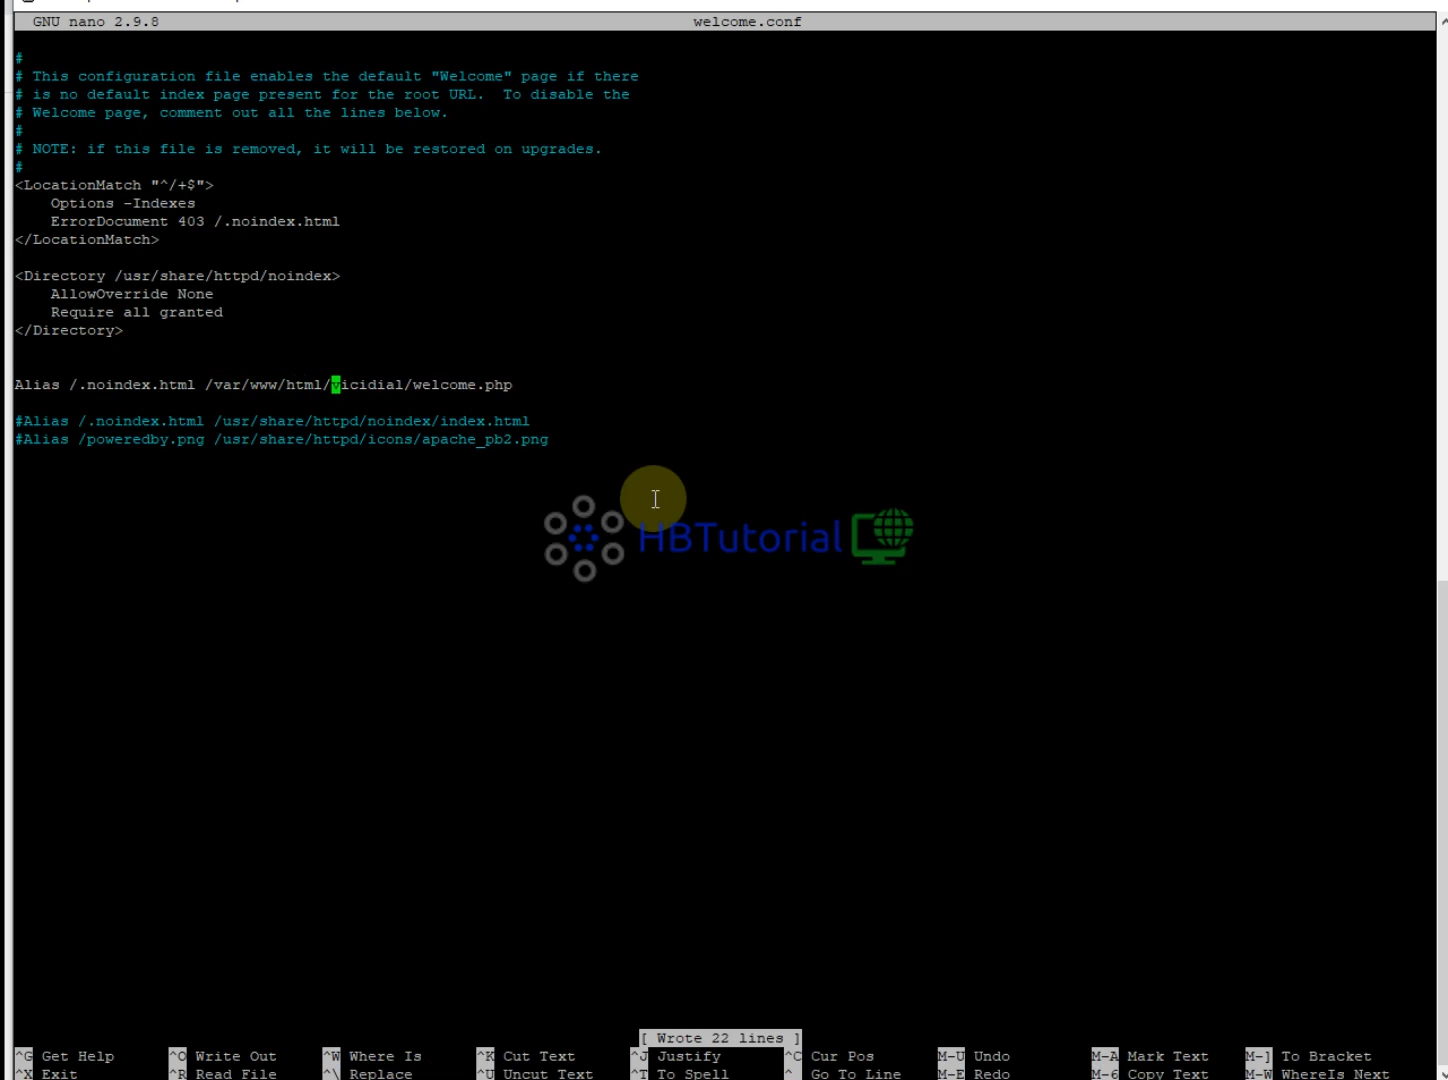 GNU nano 2.9.8 welcome.conf
#
# This configuration file enables the default "Welcome" page if there
# is no default index page present for the root URL.  To disable the
# Welcome page, comment out all the lines below.
#
# NOTE: if this file is removed, it will be restored on upgrades.
#
<LocationMatch "^/+$">
    Options -Indexes
    ErrorDocument 403 /.noindex.html
</LocationMatch>
<Directory /usr/share/httpd/noindex>
    AllowOverride None
    Require all granted
</Directory>
Alias /.noindex.html /var/www/html/vicidial/welcome.php
#Alias /.noindex.html /usr/share/httpd/noindex/index.html
#Alias /poweredby.png /usr/share/httpd/icons/apache_pb2.png
HBTutorial
[ Wrote 22 lines ]
^G Get Help ^O Write Out ^W Where Is ^K Cut Text ^J Justify ^C Cur Pos M-U Undo M-A Mark Text M-] To Bracket
^X Exit ^R Read File ^\ Replace ^U Uncut Text ^T To Spell ^_ Go To Line M-E Redo M-6 Copy Text M-W WhereIs Next